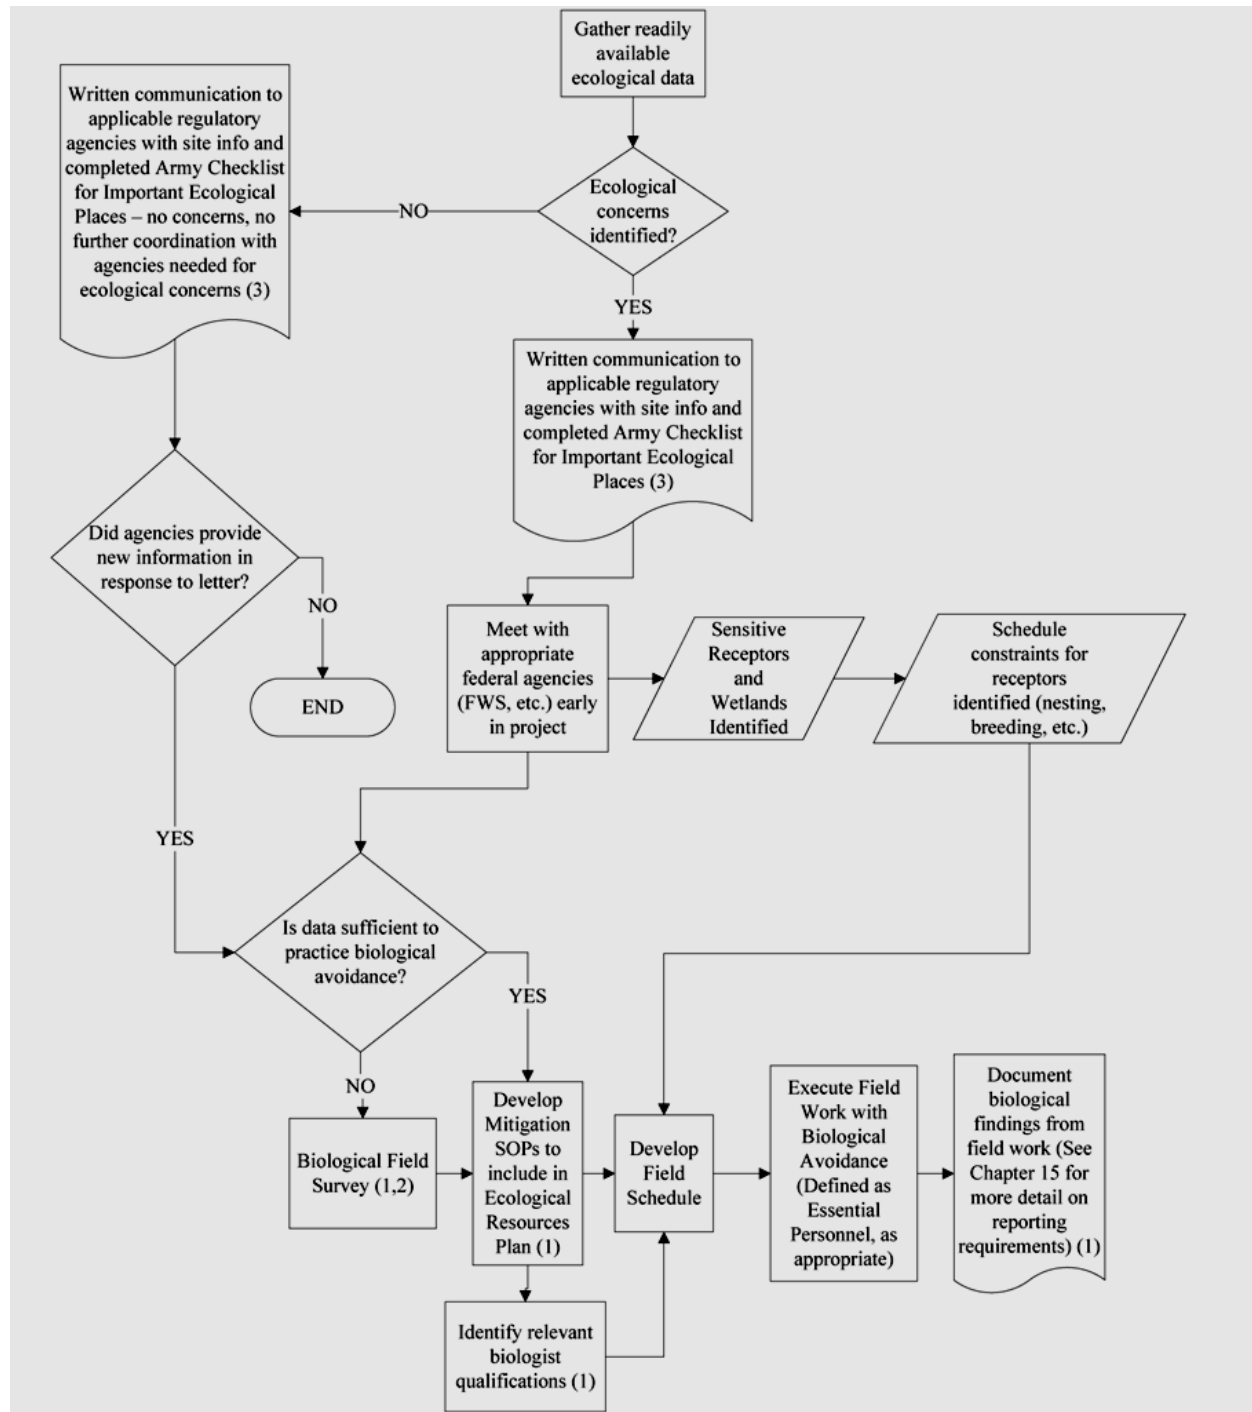 Gather readily
available
ecological data
Written communication to
applicable regulatory
agencies with site info and
completed Army Checklist
for Important Ecological
Places – no concerns, no
further coordination with
agencies needed for
ecological concerns (3)
Ecological
concerns
identified?
NO
YES
Written communication to
applicable regulatory
agencies with site info and
completed Army Checklist
for Important Ecological
Places (3)
Did agencies provide
new information in
response to letter?
NO
END
YES
Meet with
appropriate
federal agencies
(FWS, etc.) early
in project
Sensitive
Receptors
and
Wetlands
Identified
Schedule
constraints for
receptors
identified (nesting,
breeding, etc.)
Is data sufficient to
practice biological
avoidance?
YES
NO
Biological Field
Survey (1,2)
Develop
Mitigation
SOPs to
include in
Ecological
Resources
Plan (1)
Identify relevant
biologist
qualifications (1)
Develop
Field
Schedule
Execute Field
Work with
Biological
Avoidance
(Defined as
Essential
Personnel, as
appropriate)
Document
biological
findings from
field work (See
Chapter 15 for
more detail on
reporting
requirements) (1)